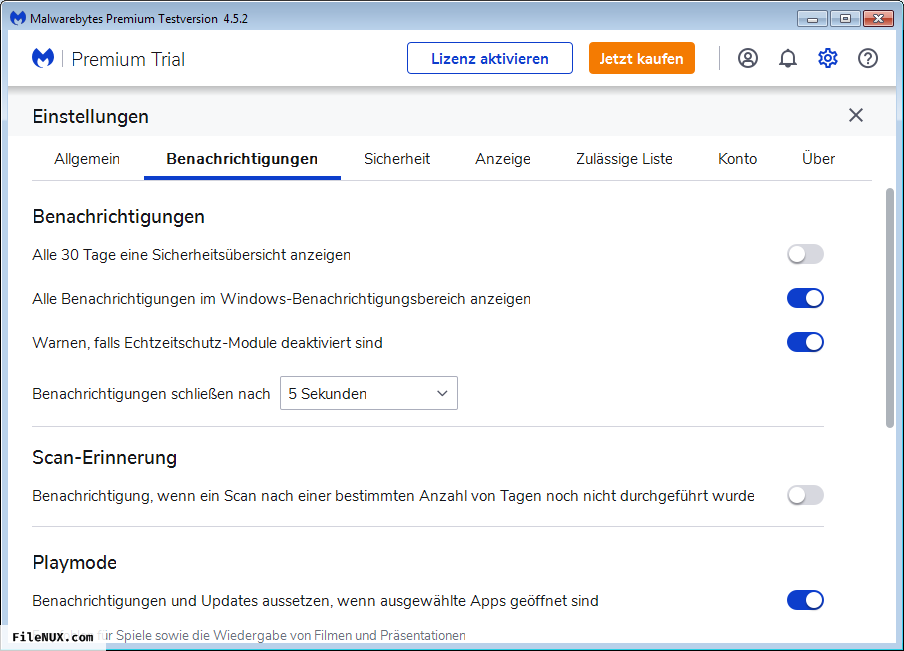 Malwarebytes Premium Testversion 4.5.2
Premium Trial
Lizenz aktivieren
Jetzt kaufen
Einstellungen
Allgemein Benachrichtigungen Sicherheit Anzeige Zulässige Liste Konto Über
Benachrichtigungen
Alle 30 Tage eine Sicherheitsübersicht anzeigen
Alle Benachrichtigungen im Windows-Benachrichtigungsbereich anzeigen
Warnen, falls Echtzeitschutz-Module deaktiviert sind
Benachrichtigungen schließen nach 5 Sekunden
Scan-Erinnerung
Benachrichtigung, wenn ein Scan nach einer bestimmten Anzahl von Tagen noch nicht durchgeführt wurde
Playmode
Benachrichtigungen und Updates aussetzen, wenn ausgewählte Apps geöffnet sind
FileNUX.com für Spiele sowie die Wiedergabe von Filmen und Präsentationen